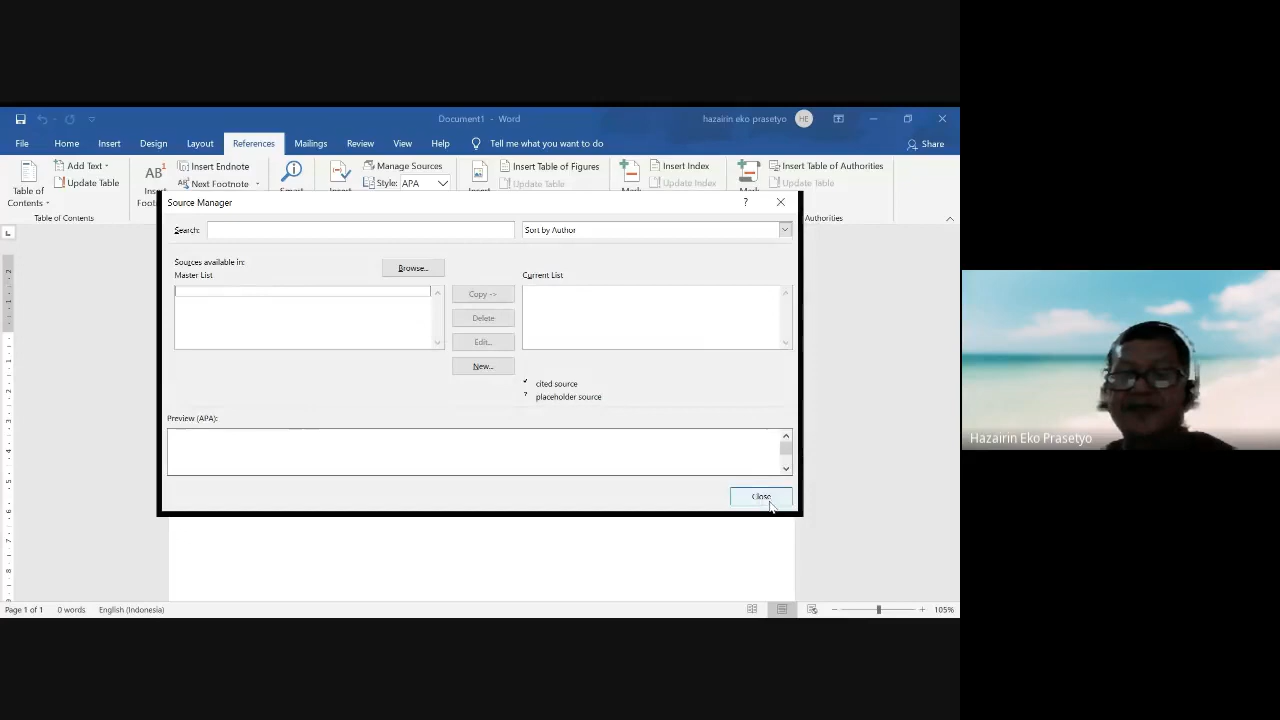 Document1 - Word
hazairin eko prasetyo
HE
File
Home
Insert
Design
Layout
References
Mailings
Review
View
Help
Tell me what you want to do
Share
Table of
Contents
Add Text
Update Table
Table of Contents
AB1
Insert Endnote
Next Footnote
Manage Sources
Style: APA
Insert Table of Figures
Update Table
Insert Index
Update Index
Insert Table of Authorities
Update Table
Authorities
Source Manager
?
Search:
Sort by Author
Sources available in:
Master List
Browse...
Current List
Copy ->
Delete
Edit...
New...
cited source
? placeholder source
Preview (APA):
Close
Page 1 of 1
0 words
English (Indonesia)
105%
Hazairin Eko Prasetyo